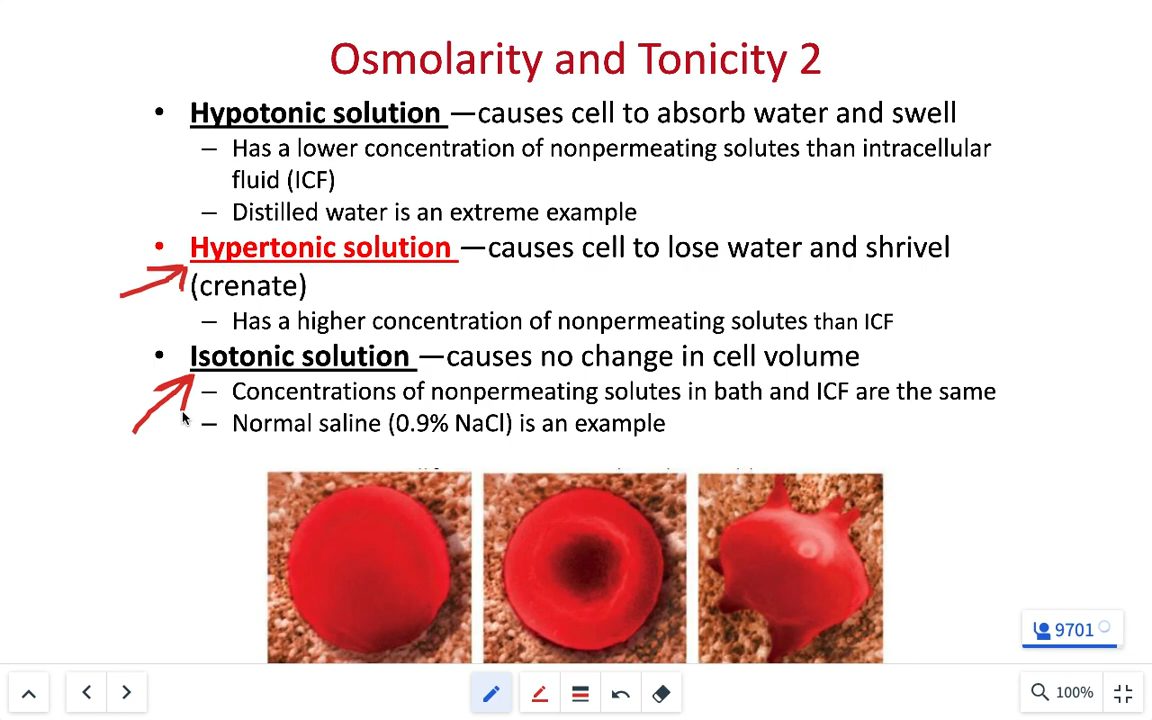 Osmolarity and Tonicity 2
• Hypotonic solution —causes cell to absorb water and swell
– Has a lower concentration of nonpermeating solutes than intracellular
fluid (ICF)
– Distilled water is an extreme example
• Hypertonic solution —causes cell to lose water and shrivel
(crenate)
– Has a higher concentration of nonpermeating solutes than ICF
• Isotonic solution —causes no change in cell volume
– Concentrations of nonpermeating solutes in bath and ICF are the same
– Normal saline (0.9% NaCl) is an example
9701
100%